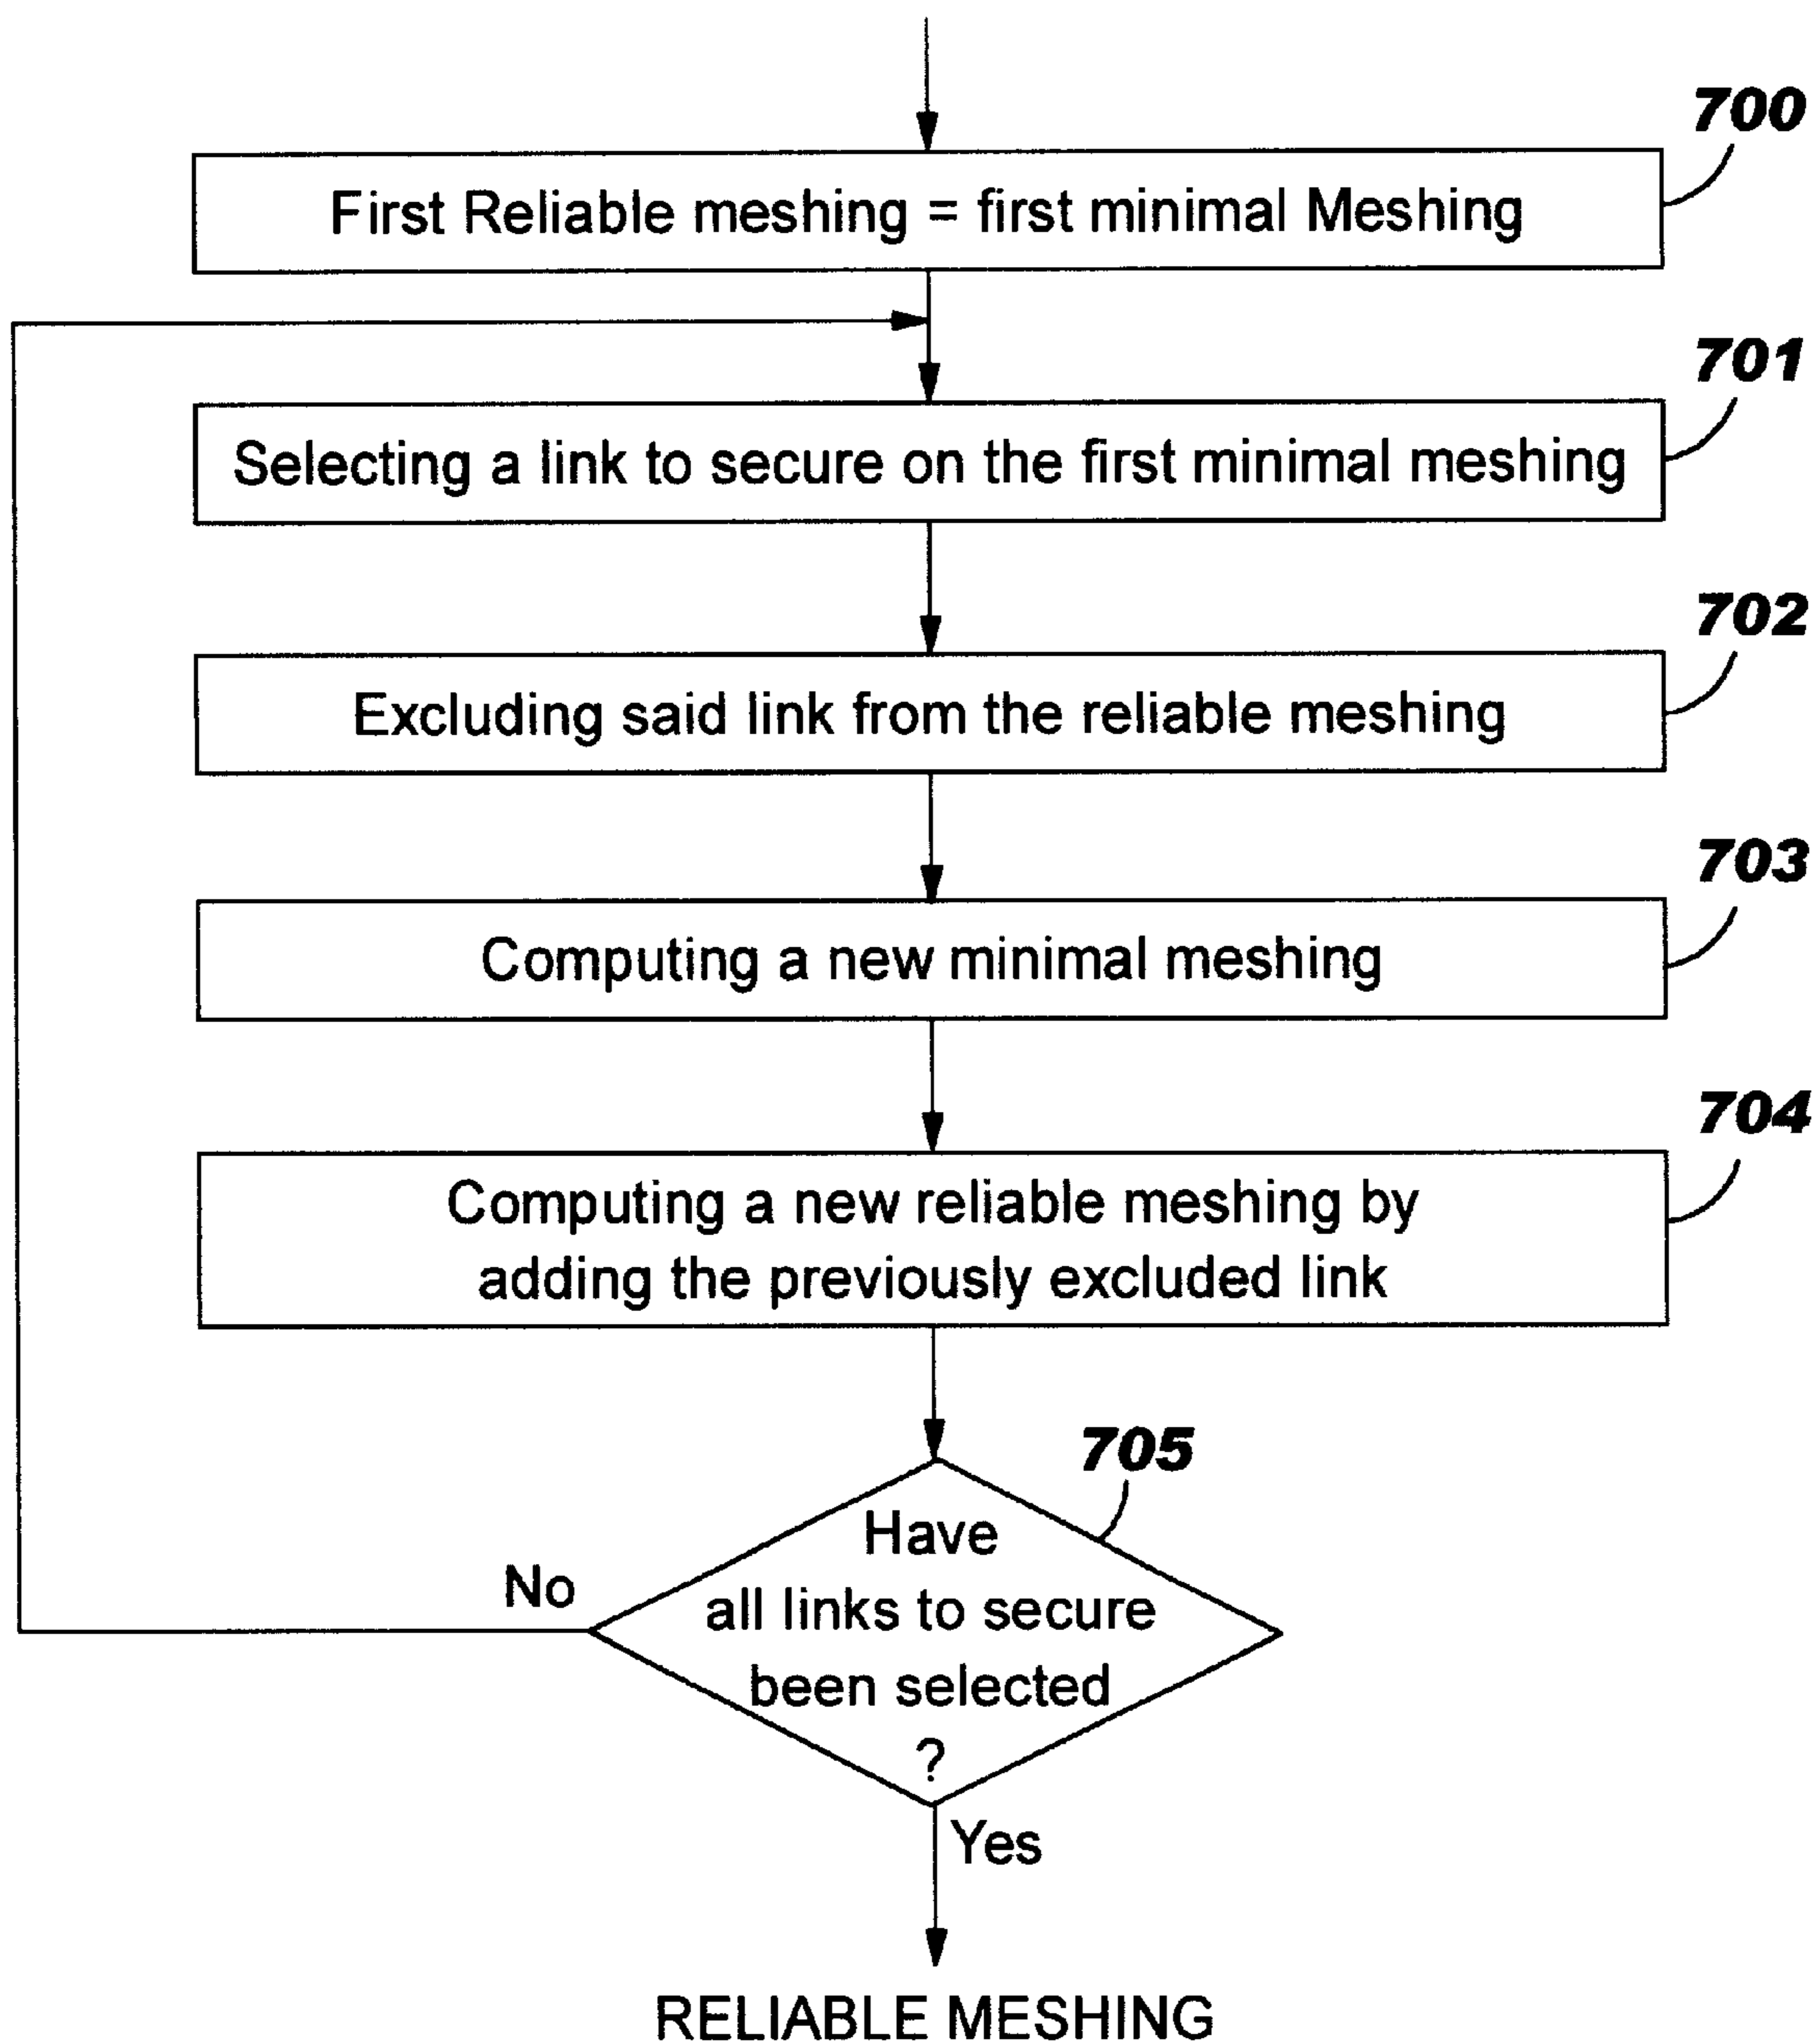 700
First Reliable meshing = first minimal Meshing
701
Selecting a link to secure on the first minimal meshing
702
Excluding said link from the reliable meshing
703
Computing a new minimal meshing
704
Computing a new reliable meshing by
adding the previously excluded link
705
Have
all links to secure
been selected
?
No
Yes
RELIABLE MESHING